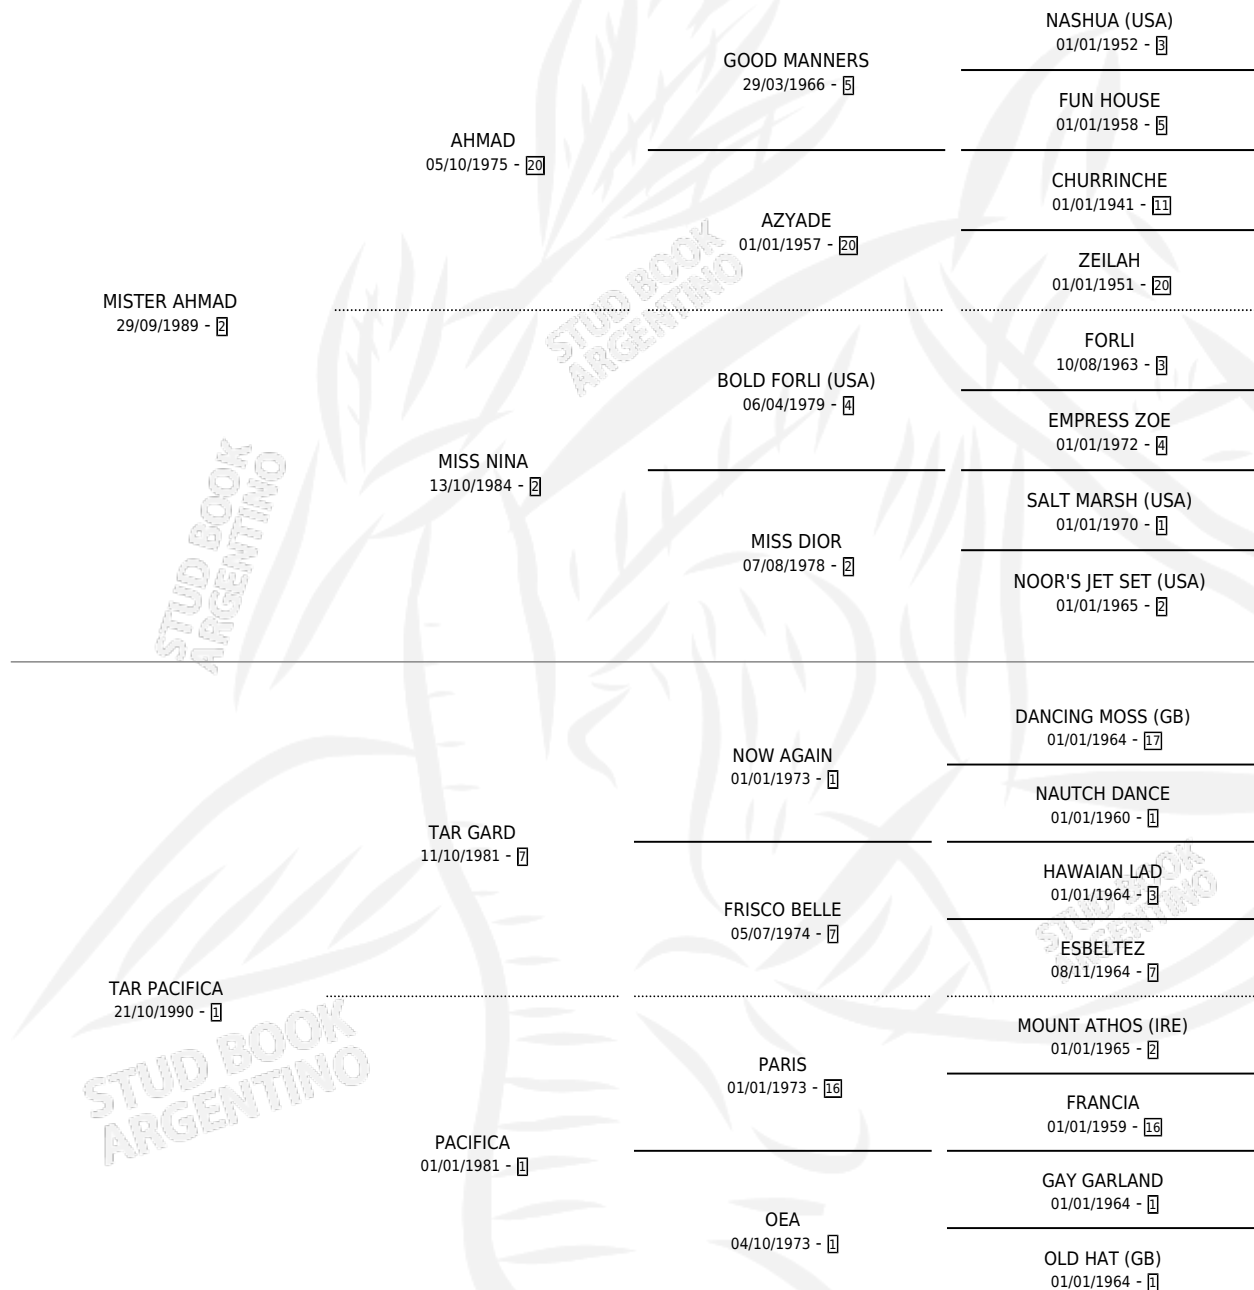 NASHUA (USA)
01/01/1952 - 3
GOOD MANNERS
29/03/1966 - 5
FUN HOUSE
01/01/1958 - 5
AHMAD
05/10/1975 - 20
CHURRINCHE
01/01/1941 - 11
AZYADE
01/01/1957 - 20
ZEILAH
01/01/1951 - 20
MISTER AHMAD
29/09/1989 - 2
FORLI
10/08/1963 - 3
BOLD FORLI (USA)
06/04/1979 - 4
EMPRESS ZOE
01/01/1972 - 4
MISS NINA
13/10/1984 - 2
SALT MARSH (USA)
01/01/1970 - 1
MISS DIOR
07/08/1978 - 2
NOOR'S JET SET (USA)
01/01/1965 - 2
STUD BOOK
ARGENTINO
STUD BOOK
ARGENTINO
DANCING MOSS (GB)
01/01/1964 - 17
NOW AGAIN
01/01/1973 - 1
NAUTCH DANCE
01/01/1960 - 1
TAR GARD
11/10/1981 - 7
HAWAIAN LAD
01/01/1964 - 3
FRISCO BELLE
05/07/1974 - 7
ESBELTEZ
08/11/1964 - 7
STUD BOOK
ARGENTINO
TAR PACIFICA
21/10/1990 - 1
MOUNT ATHOS (IRE)
01/01/1965 - 2
PARIS
01/01/1973 - 16
FRANCIA
01/01/1959 - 16
STUD BOOK
ARGENTINO
PACIFICA
01/01/1981 - 1
GAY GARLAND
01/01/1964 - 1
OEA
04/10/1973 - 1
OLD HAT (GB)
01/01/1964 - 1